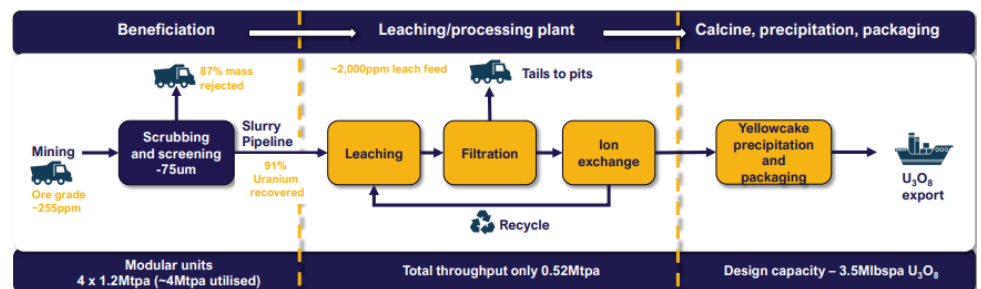 Beneficiation
Leaching/processing plant
Calcine, precipitation, packaging
87% mass
rejected
~2,000ppm leach feed
Tails to pits
Mining
Ore grade
~255ppm
Scrubbing
and screening
-75um
Slurry
Pipeline
91%
Uranium
recovered
Leaching
Filtration
Ion
exchange
Recycle
Yellowcake
precipitation
and
packaging
U₃O₈
export
Modular units
4 x 1.2Mtpa (~4Mtpa utilised)
Total throughput only 0.52Mtpa
Design capacity – 3.5Mlbspa U₃O₈